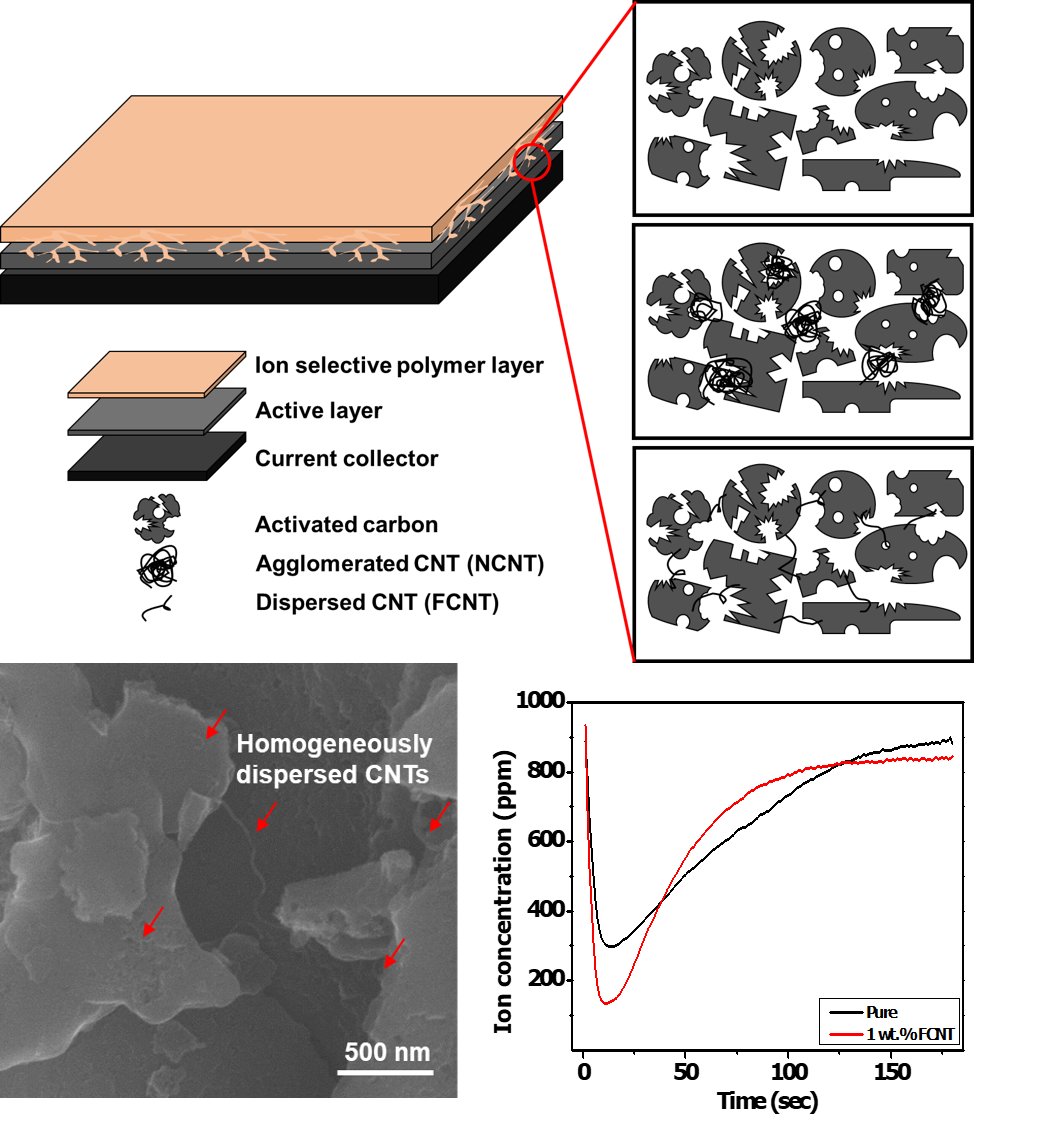 Ion selective polymer layer
Active layer
Current collector
Activated carbon
Agglomerated CNT (NCNT)
Dispersed CNT (FCNT)
Homogeneously
dispersed CNTs
500 nm
Ion concentration (ppm)
1000
800
600
400
200
Pure
1 wt.% FCNT
0
50
100
150
Time (sec)